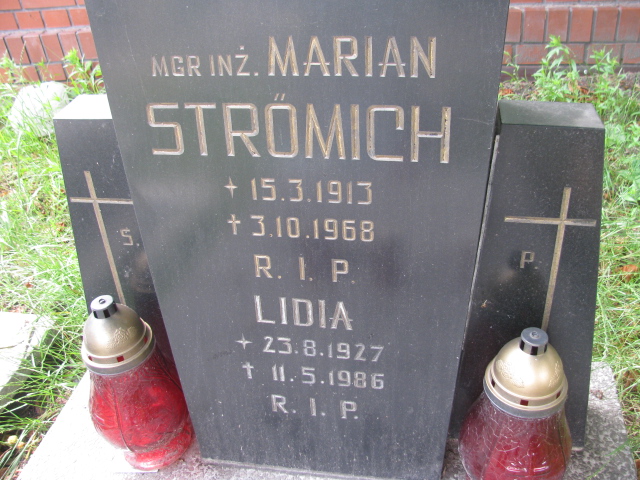 MGR INŻ. MARIAN
STRÖMICH
15.3.1913
✝ 3.10.1968
R. I. P.
LIDIA
23.8.1927
✝ 11.5.1986
R. I. P.
S.
P.